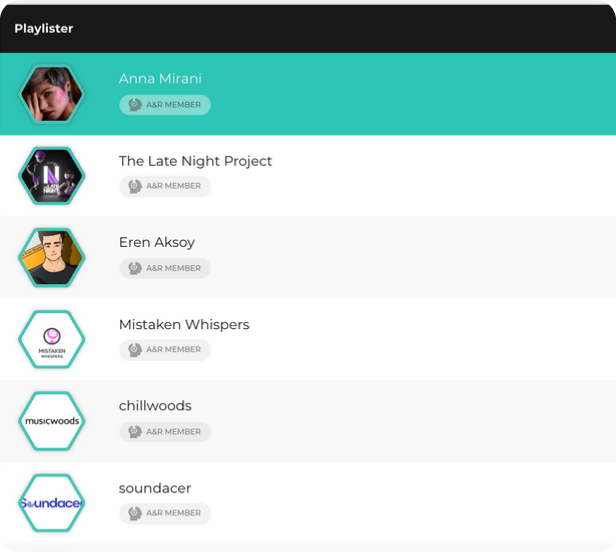 Playlister
Anna Mirani
A&R MEMBER
The Late Night Project
A&R MEMBER
Eren Aksoy
A&R MEMBER
Mistaken Whispers
MISTAKEN
WHISPERS
A&R MEMBER
chillwoods
musicwoods
A&R MEMBER
soundacer
Soundacer
A&R MEMBER